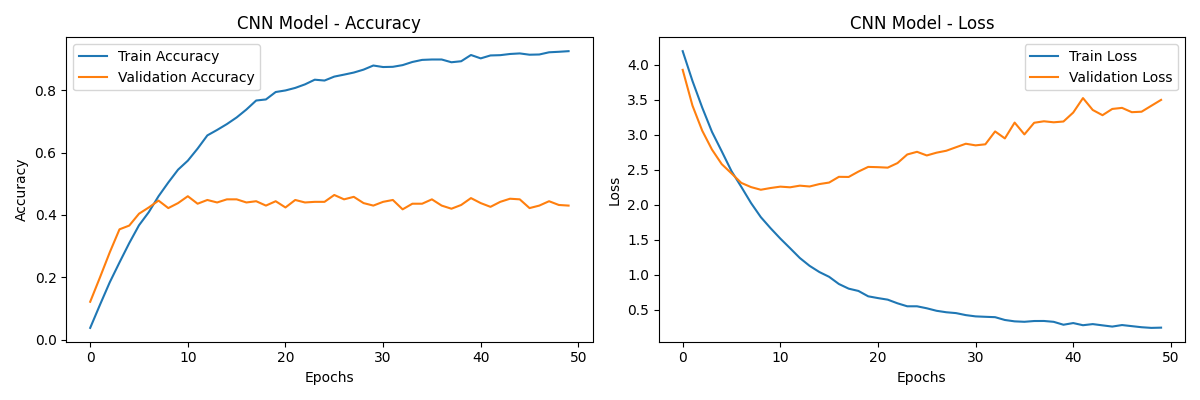 CNN Model - Accuracy
Train Accuracy
Validation Accuracy
Accuracy
0.8
0.6
0.4
0.2
0.0
0 10 20 30 40 50
Epochs
CNN Model - Loss
Train Loss
Validation Loss
Loss
4.0
3.5
3.0
2.5
2.0
1.5
1.0
0.5
0 10 20 30 40 50
Epochs